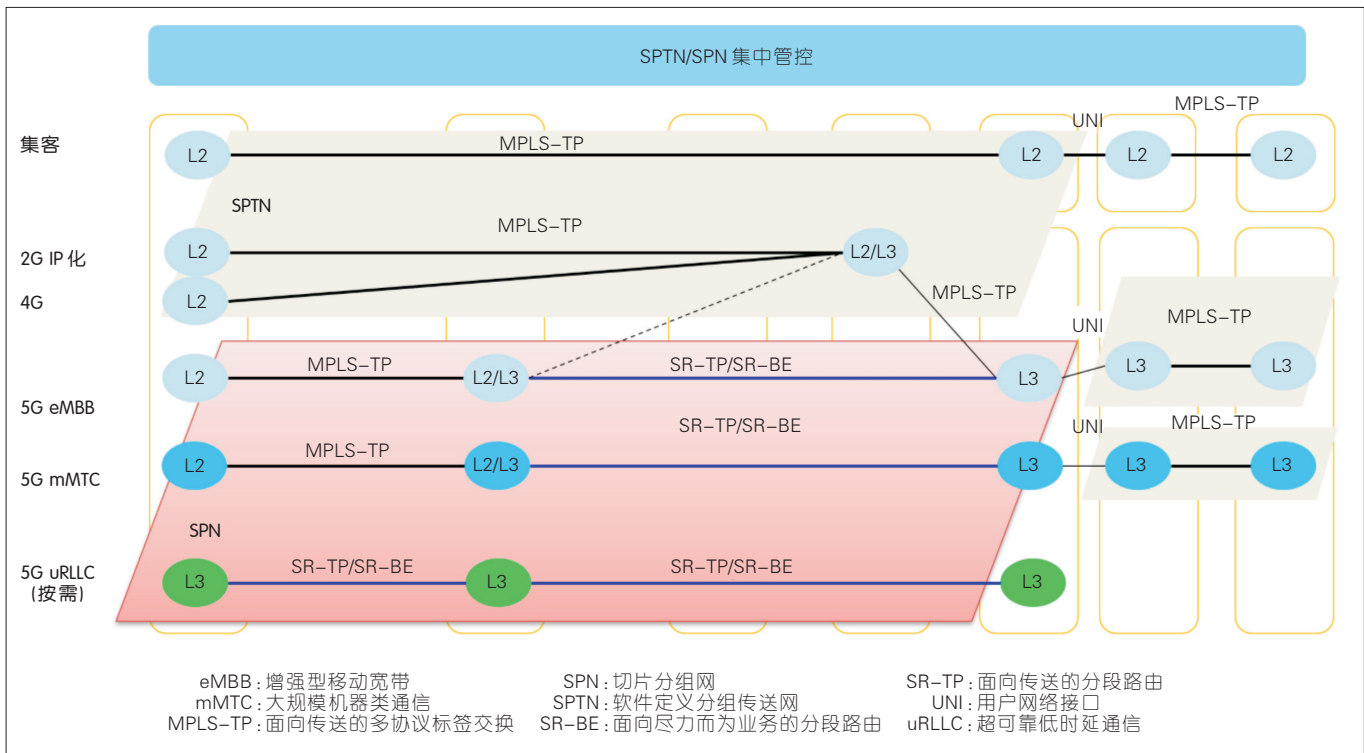 SPTN/SPN 集中管控
MPLS-TP
UNI
集客
L2
MPLS-TP
L2
L2
L2
SPTN
MPLS-TP
2G IP 化
L2
L2/L3
4G
L2
MPLS-TP
UNI
MPLS-TP
L2
MPLS-TP
L2/L3
SR-TP/SR-BE
L3
L3
L3
5G eMBB
SR-TP/SR-BE
UNI
MPLS-TP
5G mMTC
L2
MPLS-TP
L2/L3
L3
L3
L3
SPN
5G uRLLC
(按需)
L3
SR-TP/SR-BE
L3
SR-TP/SR-BE
L3
eMBB：增强型移动宽带
mMTC：大规模机器类通信
MPLS-TP：面向传送的多协议标签交换
SPN：切片分组网
SPTN：软件定义分组传送网
SR-BE：面向尽力而为业务的分段路由
SR-TP：面向传送的分段路由
UNI：用户网络接口
uRLLC：超可靠低时延通信